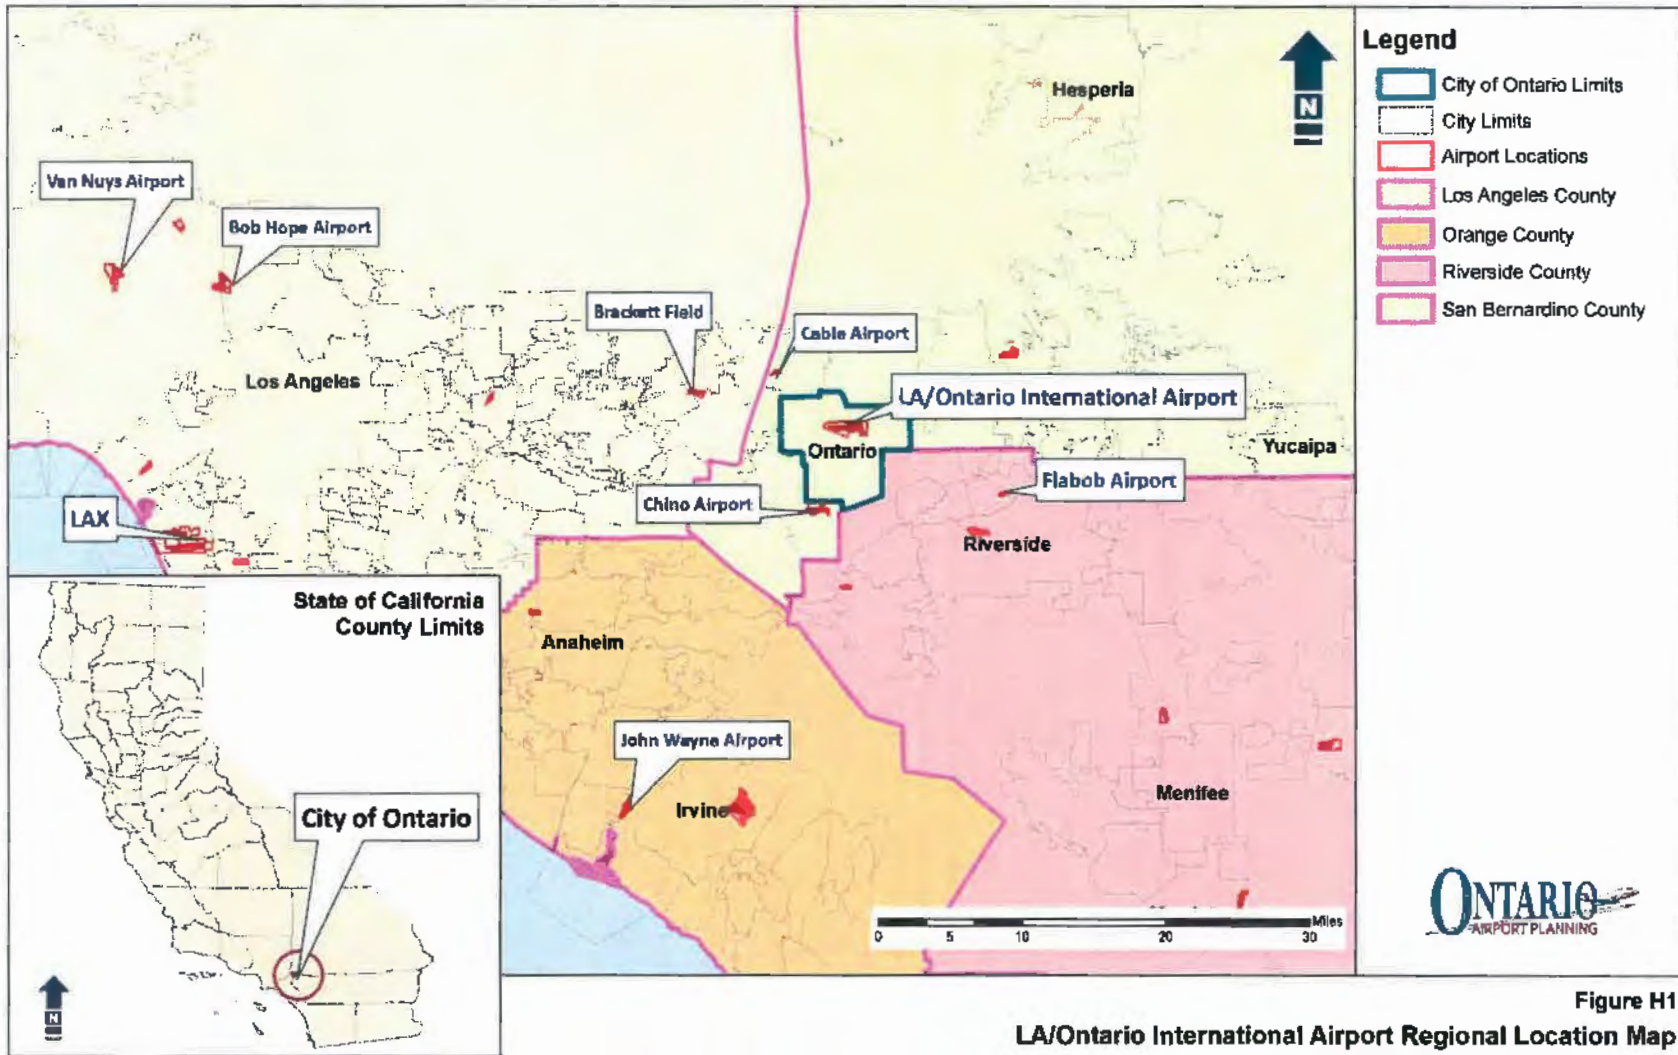 Hesperia
N
Van Nuys Airport
Bob Hope Airport
Brackett Field
Cable Airport
Los Angeles
LA/Ontario International Airport
Ontario
Yucaipa
Flabob Airport
Chino Airport
LAX
Riverside
Anaheim
John Wayne Airport
Irvine
Menifee
Miles
0 5 10 20 30
State of California
County Limits
City of Ontario
N
Legend
City of Ontario Limits
City Limits
Airport Locations
Los Angeles County
Orange County
Riverside County
San Bernardino County
ONTARIO
AIRPORT PLANNING
Figure H1
LA/Ontario International Airport Regional Location Map